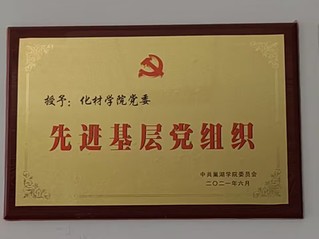 授予：化材学院党委
先进基层党组织
中共巢湖学院委员会
二〇二一年六月